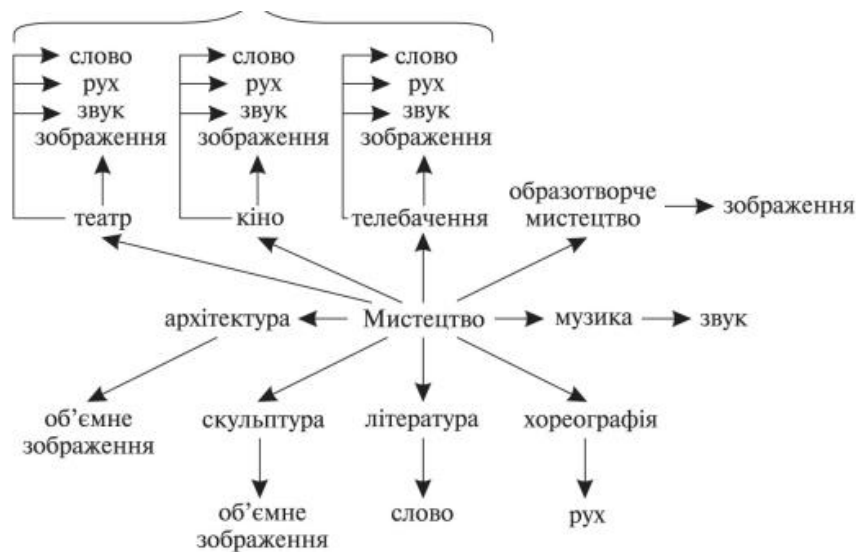 слово
рух
звук
зображення
слово
рух
звук
зображення
слово
рух
звук
зображення
театр
кіно
телебачення
образотворче
мистецтво
зображення
архітектура
Мистецтво
музика
звук
об’ємне
зображення
скульптура
література
хореографія
об’ємне
зображення
слово
рух